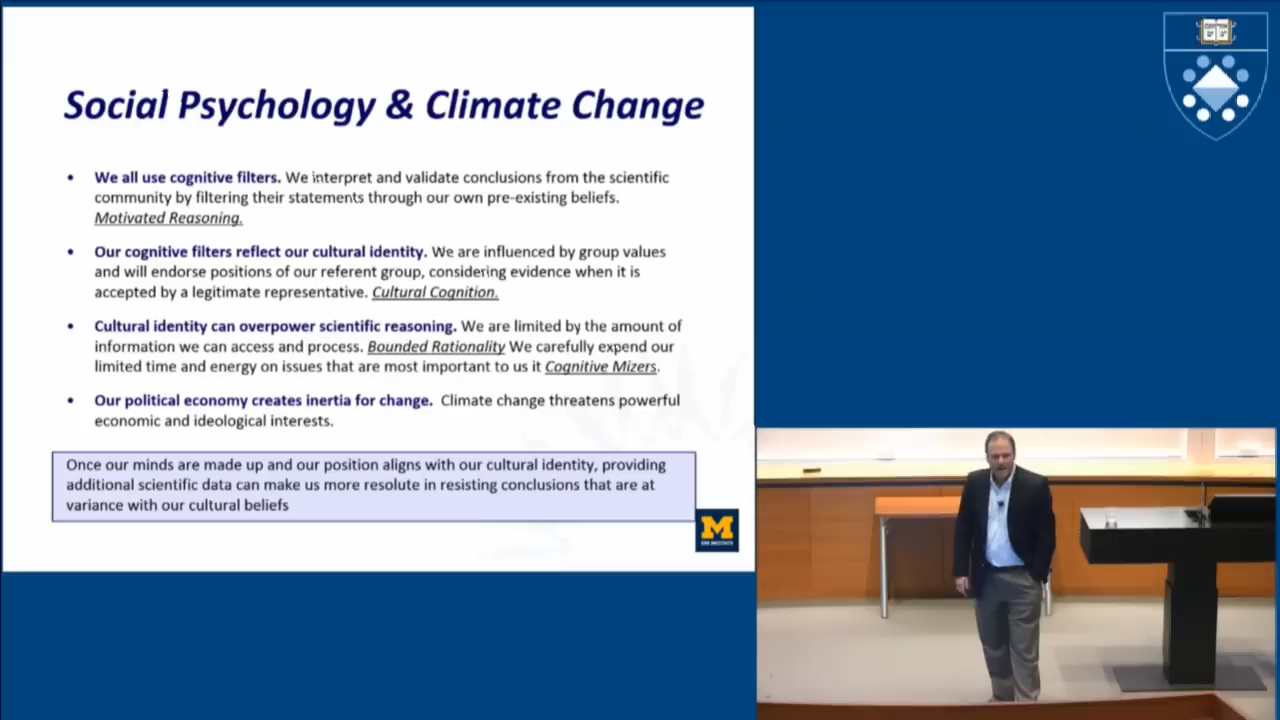 Social Psychology & Climate Change
• We all use cognitive filters. We interpret and validate conclusions from the scientific
community by filtering their statements through our own pre-existing beliefs.
Motivated Reasoning.
• Our cognitive filters reflect our cultural identity. We are influenced by group values
and will endorse positions of our referent group, considering evidence when it is
accepted by a legitimate representative. Cultural Cognition.
• Cultural identity can overpower scientific reasoning. We are limited by the amount of
information we can access and process. Bounded Rationality We carefully expend our
limited time and energy on issues that are most important to us it Cognitive Mizers.
• Our political economy creates inertia for change. Climate change threatens powerful
economic and ideological interests.
Once our minds are made up and our position aligns with our cultural identity, providing
additional scientific data can make us more resolute in resisting conclusions that are at
variance with our cultural beliefs
M